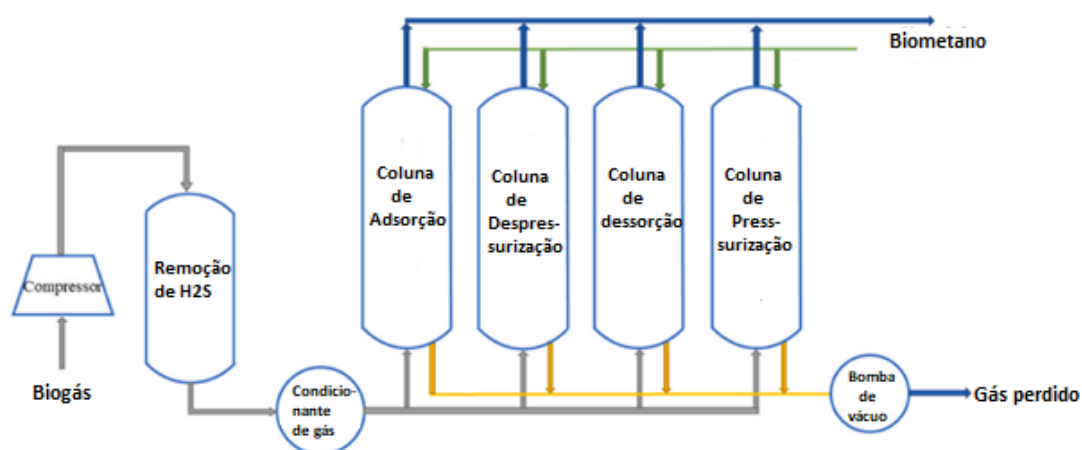 Biometano
Coluna
de
Adsorção
Coluna
de
Despres-
surização
Coluna
de
dessorção
Coluna
de
Press-
surização
Remoção
de H2S
Compressor
Biogás
Condicio-
nante
de gás
Bomba
de
vácuo
Gás perdido